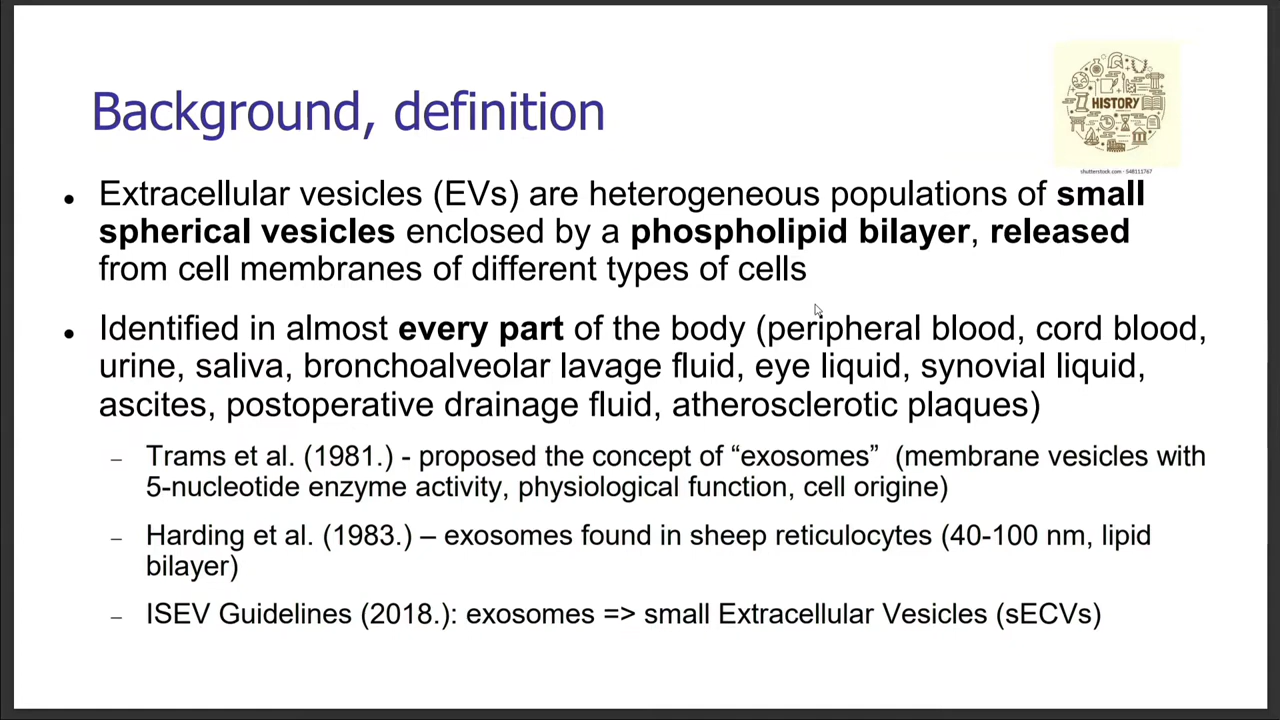 HISTORY
shutterstock.com · 548111767
Background, definition
Extracellular vesicles (EVs) are heterogeneous populations of small
spherical vesicles enclosed by a phospholipid bilayer, released
from cell membranes of different types of cells
Identified in almost every part of the body (peripheral blood, cord blood,
urine, saliva, bronchoalveolar lavage fluid, eye liquid, synovial liquid,
ascites, postoperative drainage fluid, atherosclerotic plaques)
– Trams et al. (1981.) - proposed the concept of “exosomes”  (membrane vesicles with
5-nucleotide enzyme activity, physiological function, cell origine)
– Harding et al. (1983.) – exosomes found in sheep reticulocytes (40-100 nm, lipid
bilayer)
– ISEV Guidelines (2018.): exosomes => small Extracellular Vesicles (sECVs)